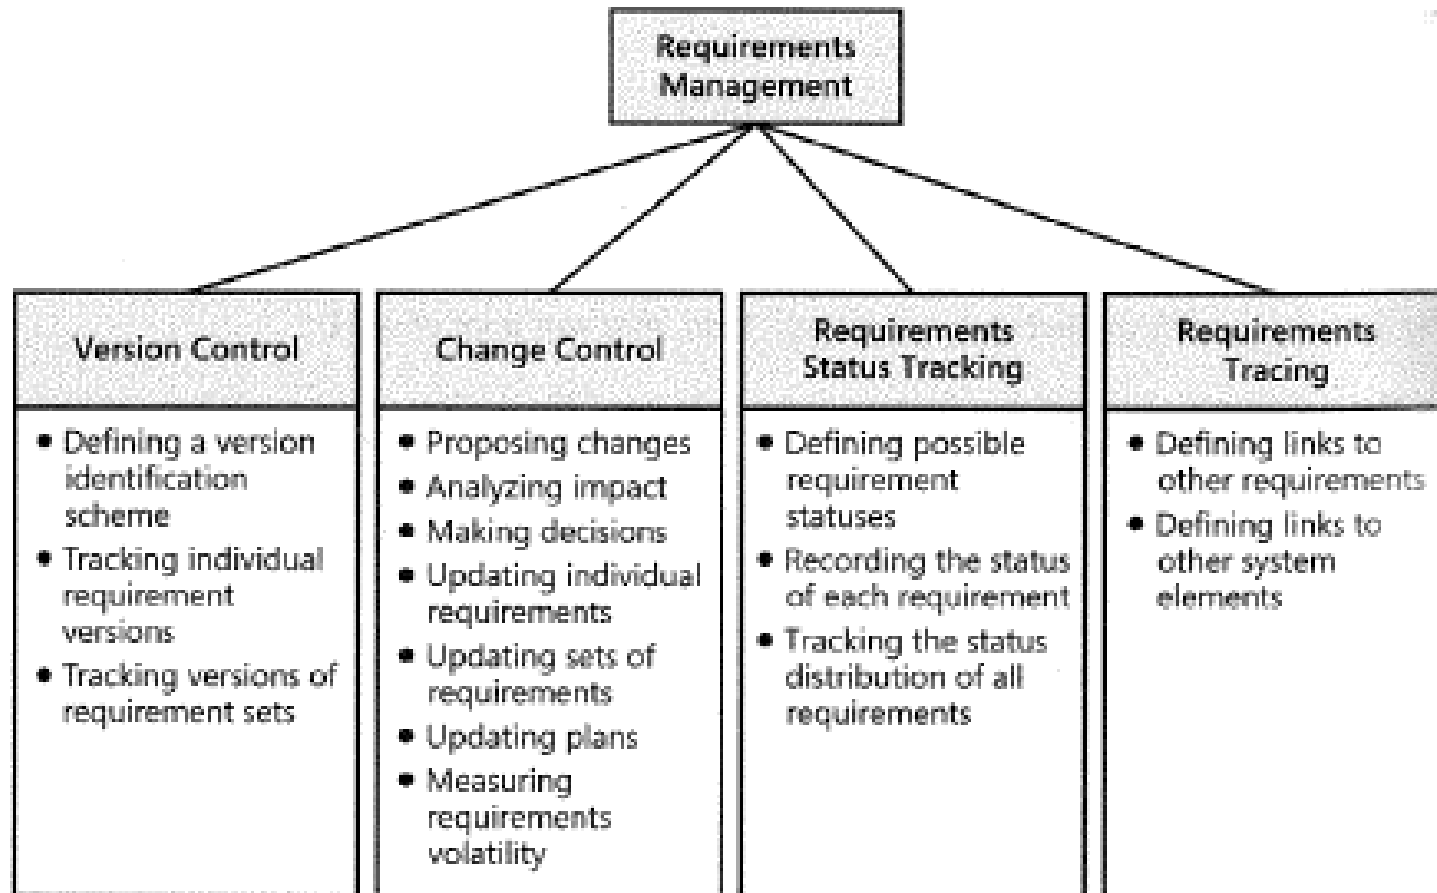 Requirements
Management
Version Control
• Defining a version
identification
scheme
• Tracking individual
requirement
versions
• Tracking versions of
requirement sets
Change Control
• Proposing changes
• Analyzing impact
• Making decisions
• Updating individual
requirements
• Updating sets of
requirements
• Updating plans
• Measuring
requirements
volatility
Requirements
Status Tracking
• Defining possible
requirement
statuses
• Recording the status
of each requirement
• Tracking the status
distribution of all
requirements
Requirements
Tracing
• Defining links to
other requirements
• Defining links to
other system
elements